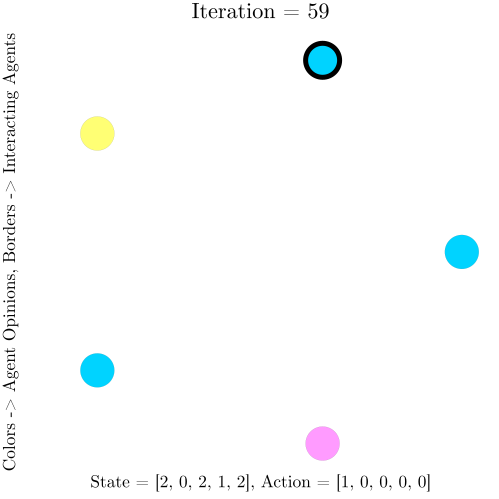 Iteration = 59
Colors -> Agent Opinions, Borders -> Interacting Agents
State = [2, 0, 2, 1, 2], Action = [1, 0, 0, 0, 0]